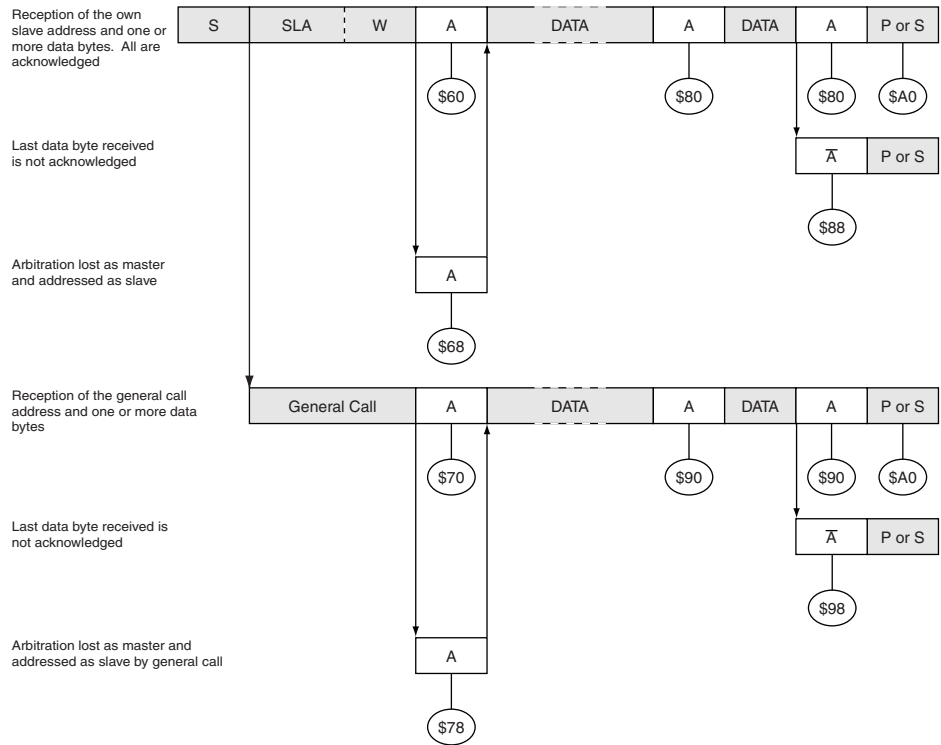 Reception of the own
slave address and one or
more data bytes. All are
acknowledged
S SLA W A DATA A DATA A P or S
$60 $80 $80 $A0
Last data byte received
is not acknowledged
A̅ P or S
$88
Arbitration lost as master
and addressed as slave
A
$68
Reception of the general call
address and one or more data
bytes
General Call A DATA A DATA A P or S
$70 $90 $90 $A0
Last data byte received is
not acknowledged
A̅ P or S
$98
Arbitration lost as master and
addressed as slave by general call
A
$78